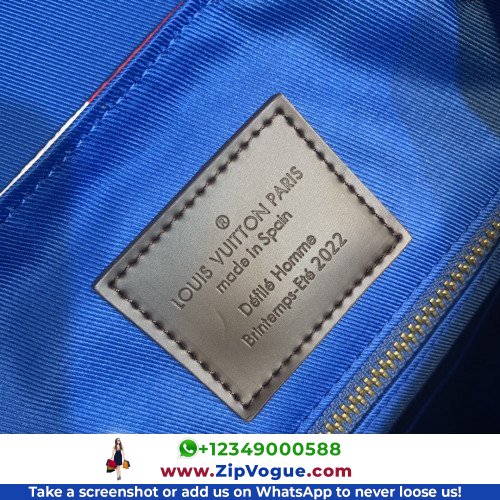 ®
LOUIS VUITTON PARIS
made in Spain
Défilé Homme
Brintemps-Eté 2022
+12349000588
www.ZipVogue.com
Take a screenshot or add us on WhatsApp to never loose us!